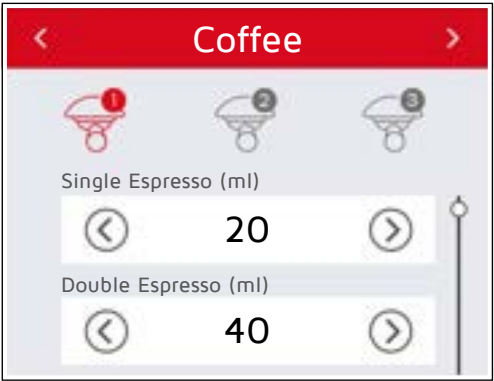 Coffee
1 2 3
Single Espresso (ml)
20
Double Espresso (ml)
40